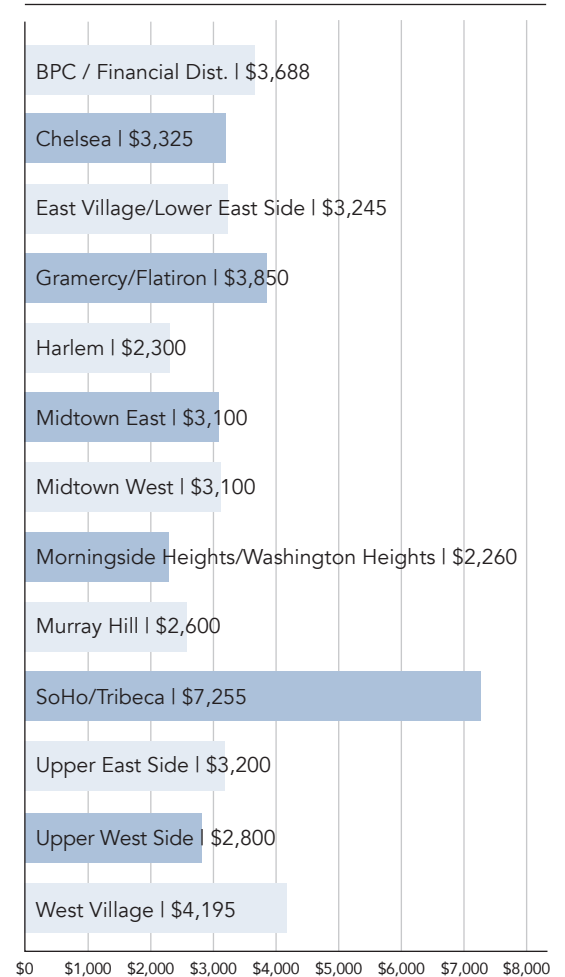 BPC / Financial Dist. | $3,688
Chelsea | $3,325
East Village/Lower East Side | $3,245
Gramercy/Flatiron | $3,850
Harlem | $2,300
Midtown East | $3,100
Midtown West | $3,100
Morningside Heights/Washington Heights | $2,260
Murray Hill | $2,600
SoHo/Tribeca | $7,255
Upper East Side | $3,200
Upper West Side | $2,800
West Village | $4,195
$0 $1,000 $2,000 $3,000 $4,000 $5,000 $6,000 $7,000 $8,000